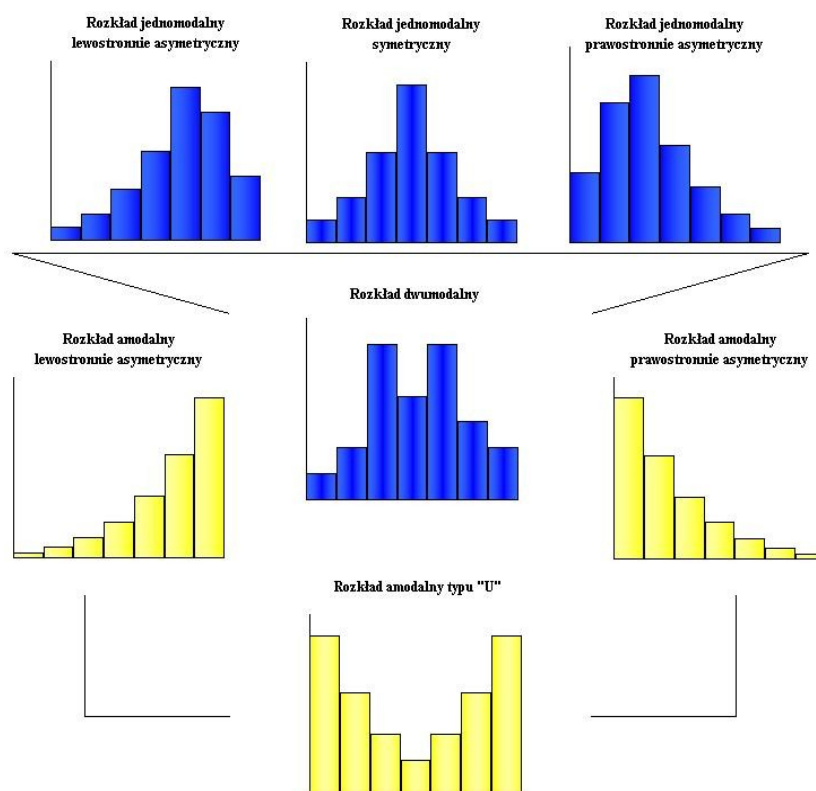 Rozkład jednomodalny
lewostronnie asymetryczny
Rozkład jednomodalny
symetryczny
Rozkład jednomodalny
prawostronnie asymetryczny
Rozkład dwumodalny
Rozkład amodalny
lewostronnie asymetryczny
Rozkład amodalny
prawostronnie asymetryczny
Rozkład amodalny typu "U"